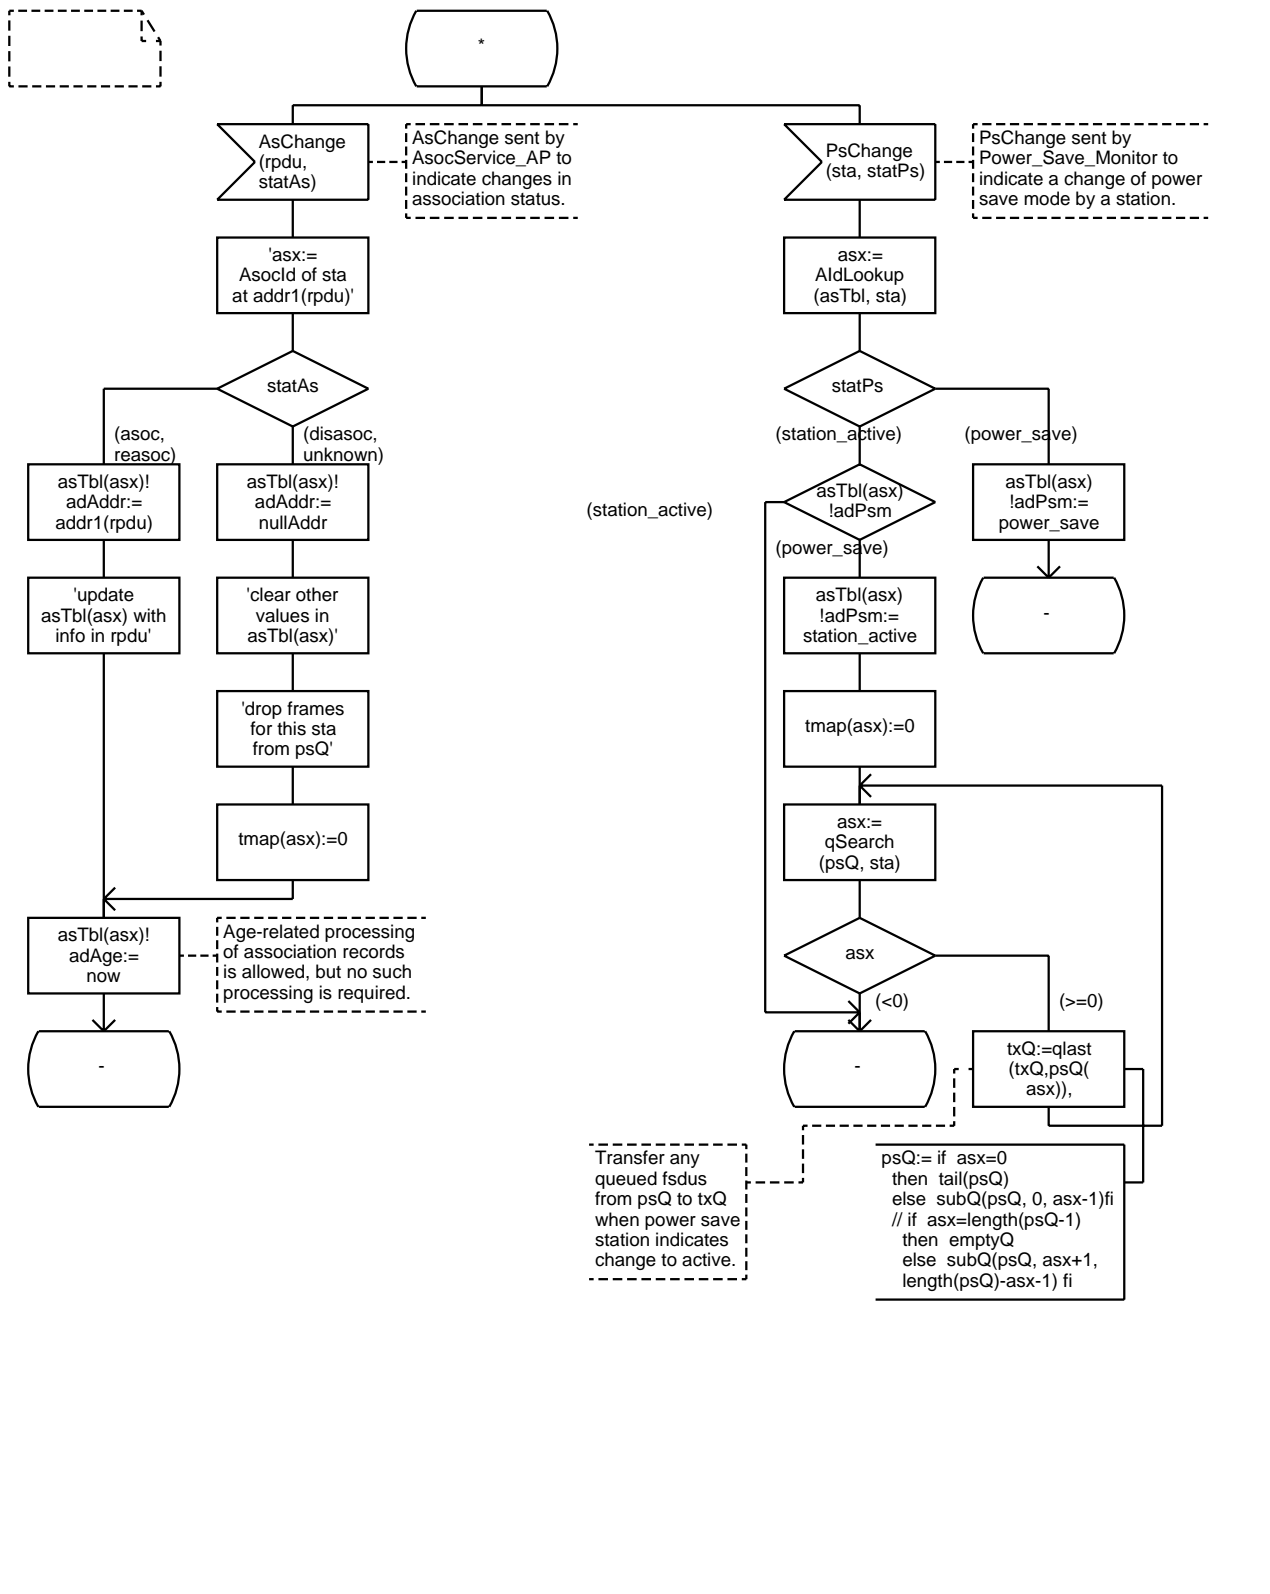 *
AsChange
(rpdu,
statAs)
AsChange sent by
AsocService_AP to
indicate changes in
association status.
PsChange
(sta, statPs)
PsChange sent by
Power_Save_Monitor to
indicate a change of power
save mode by a station.
'asx:=
AsocId of sta
at addr1(rpdu)'
asx:=
AIdLookup
(asTbl, sta)
statAs
statPs
(asoc,
reasoc)
(disasoc,
unknown)
(station_active)
(power_save)
asTbl(asx)!
adAddr:=
addr1(rpdu)
asTbl(asx)!
adAddr:=
nullAddr
(station_active)
asTbl(asx)
!adPsm
asTbl(asx)
!adPsm:=
power_save
(power_save)
'update
asTbl(asx) with
info in rpdu'
'clear other
values in
asTbl(asx)'
asTbl(asx)
!adPsm:=
station_active
-
'drop frames
for this sta
from psQ'
tmap(asx):=0
tmap(asx):=0
asx:=
qSearch
(psQ, sta)
asTbl(asx)!
adAge:=
now
Age-related processing
of association records
is allowed, but no such
processing is required.
asx
(<0)
(>=0)
-
-
txQ:=qlast
(txQ,psQ(
asx)),
Transfer any
queued fsdus
from psQ to txQ
when power save
station indicates
change to active.
psQ:= if asx=0
then tail(psQ)
else subQ(psQ, 0, asx-1)fi
// if asx=length(psQ-1)
then emptyQ
else subQ(psQ, asx+1,
length(psQ)-asx-1) fi